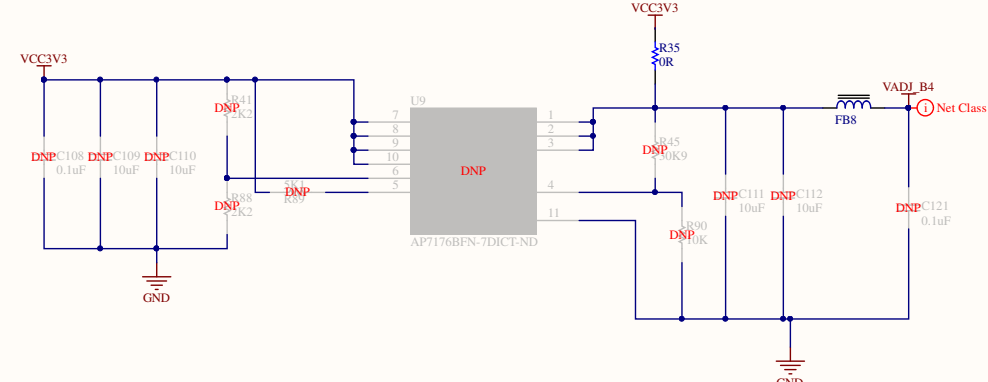 VCC3V3
VCC3V3
R35
0R
VADJ_B4
i Net Class
FB8
DNP
R41
2K2
U9
7
8
9
10
6
5
1
2
3
4
11
DNP
AP7176BFN-7DICT-ND
DNP
C108
0.1uF
DNP
C109
10uF
DNP
C110
10uF
DNP
R88
2K2
5K1
DNP
R89
R45
DNP
30K9
DNP
R90
10K
DNP
C111
10uF
DNP
C112
10uF
DNP
C121
0.1uF
GND
GND